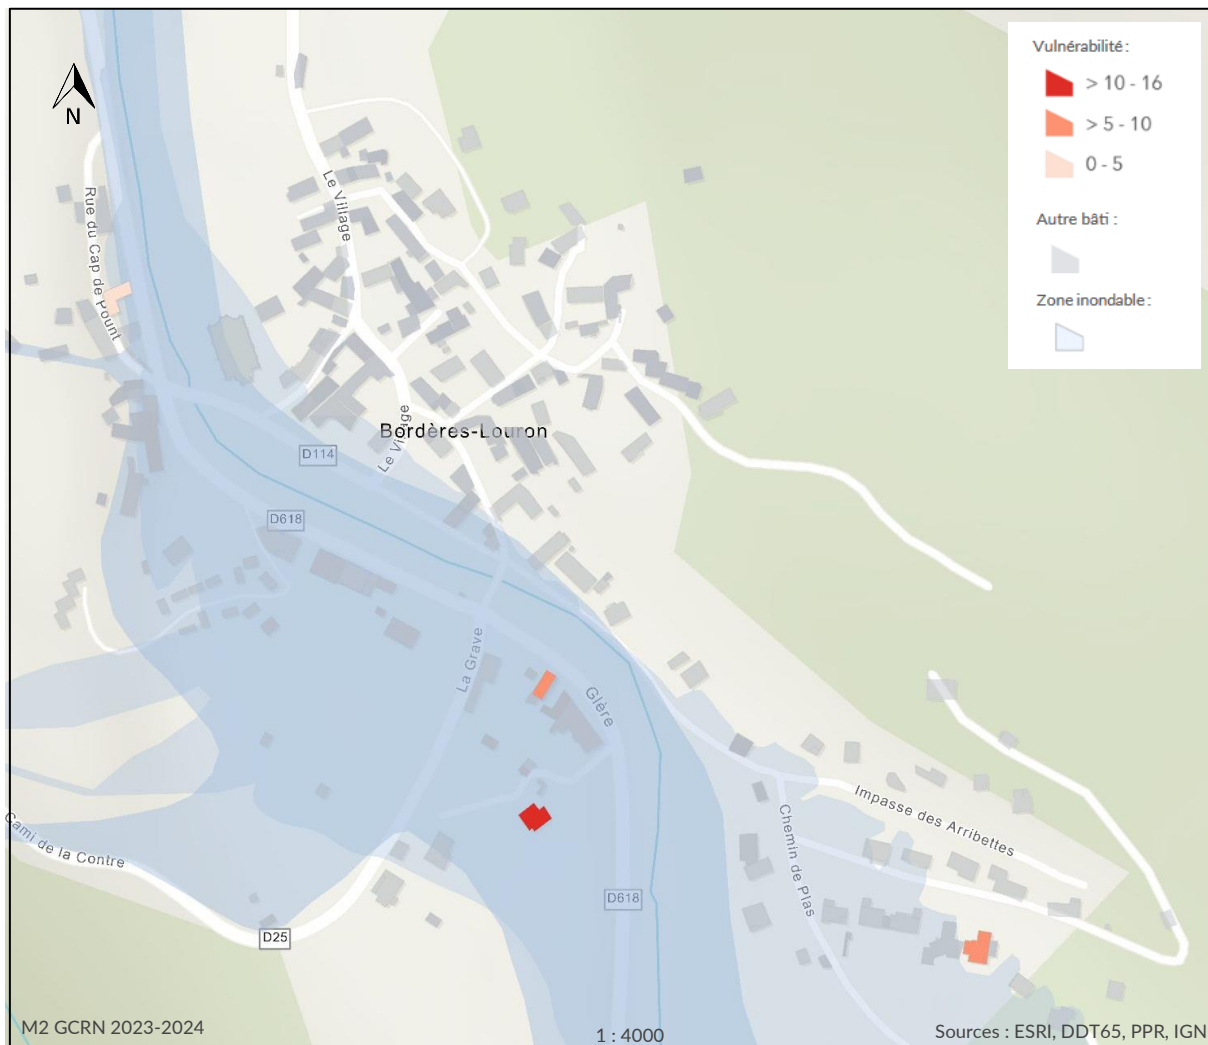 Vulnérabilité :
> 10 - 16
> 5 - 10
0 - 5
Autre bâti :
Zone inondable :
N
Le Village
Rue du Cap de Pount
Bordères-Louron
Le Village
D114
D618
La Grave
Glère
Impasse des Arribettes
Chemin de Plas
Cami de la Contre
D618
D25
M2 GCRN 2023-2024
1 : 4000
Sources : ESRI, DDT65, PPR, IGN